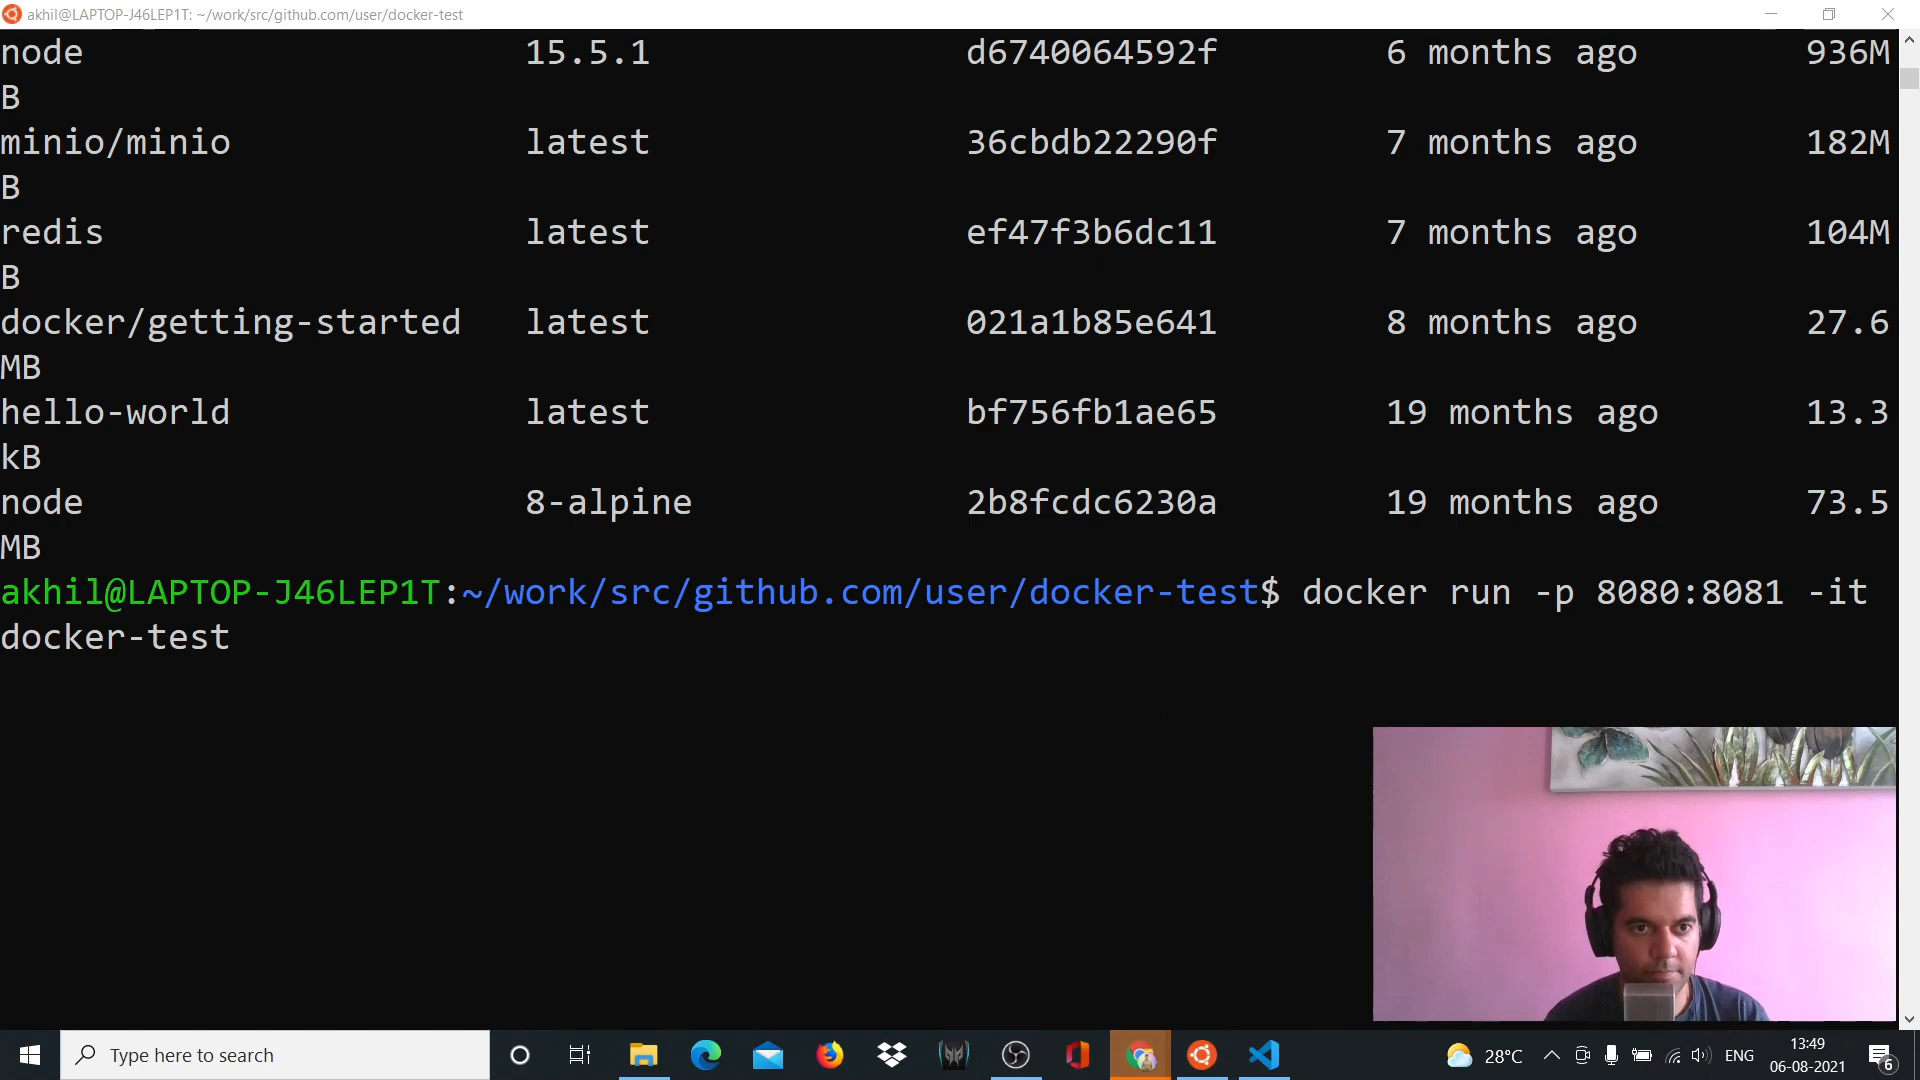 akhil@LAPTOP-J46LEP1T: ~/work/src/github.com/user/docker-test
node 15.5.1 d6740064592f 6 months ago 936M
B
minio/minio latest 36cbdb22290f 7 months ago 182M
B
redis latest ef47f3b6dc11 7 months ago 104M
B
docker/getting-started latest 021a1b85e641 8 months ago 27.6
MB
hello-world latest bf756fb1ae65 19 months ago 13.3
kB
node 8-alpine 2b8fcdc6230a 19 months ago 73.5
MB
akhil@LAPTOP-J46LEP1T:~/work/src/github.com/user/docker-test$ docker run -p 8080:8081 -it
docker-test
Type here to search
28°C
ENG
13:49
06-08-2021
6